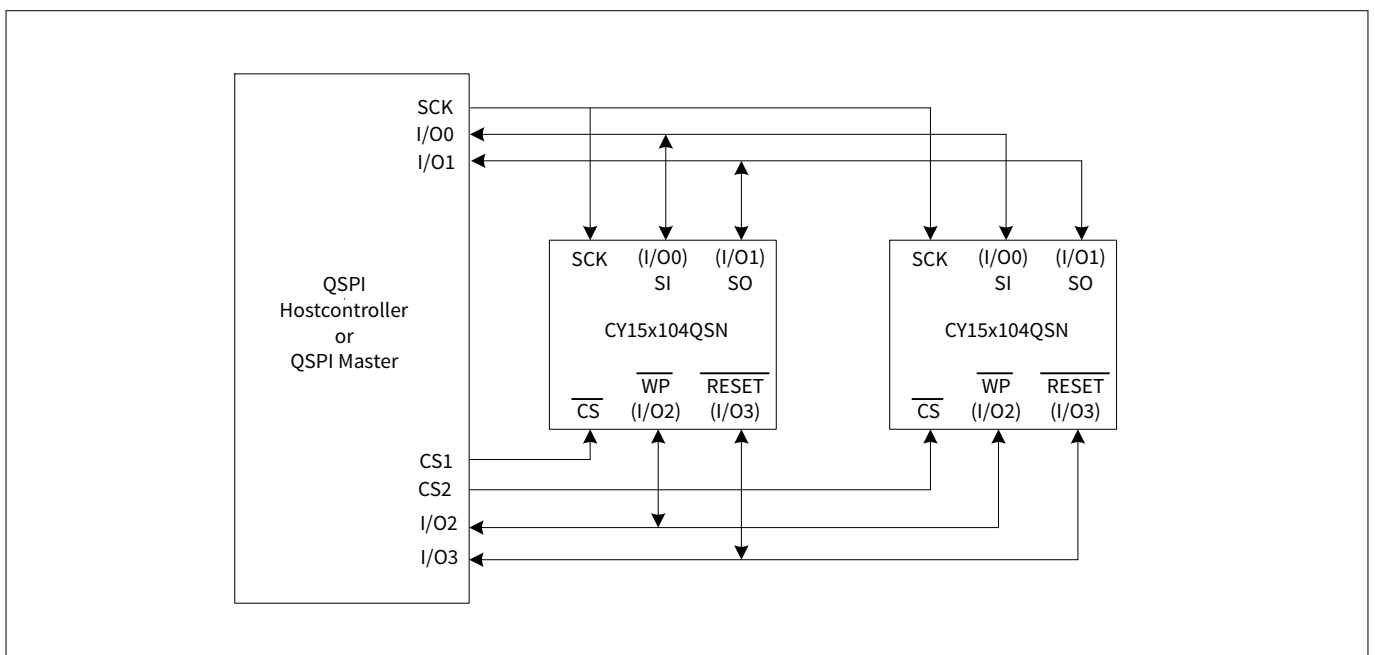 SCK
I/O0
I/O1
QSPI
Hostcontroller
or
QSPI Master
CS1
CS2
I/O2
I/O3
SCK (I/O0) (I/O1)
SI SO
CY15x104QSN
WP RESET
CS (I/O2) (I/O3)
SCK (I/O0) (I/O1)
SI SO
CY15x104QSN
WP RESET
CS (I/O2) (I/O3)